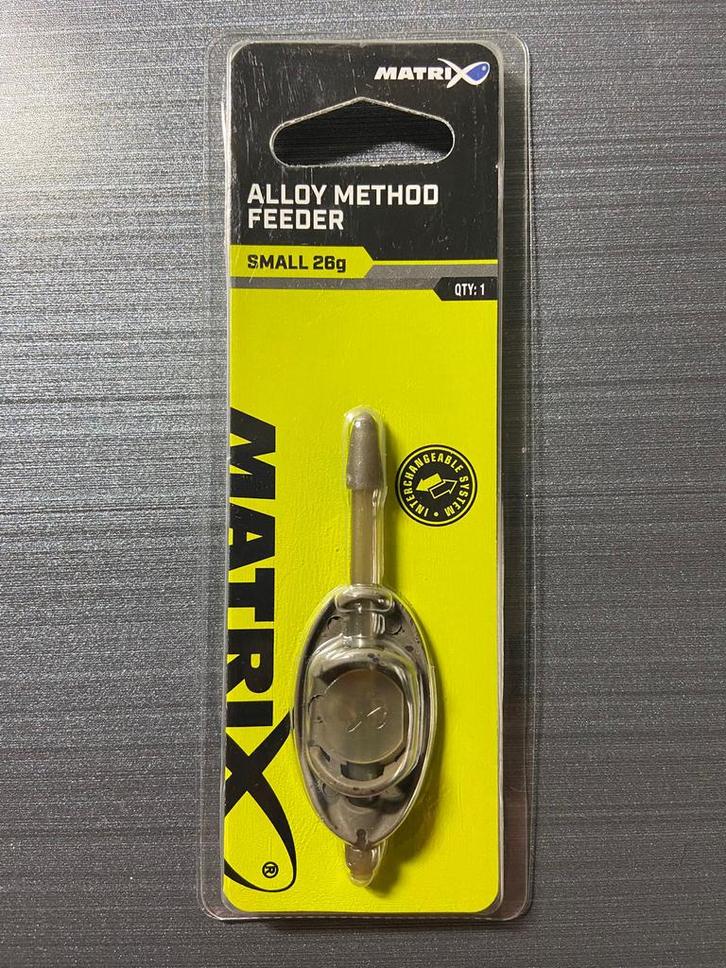 MATRIX
ALLOY METHOD
FEEDER
SMALL 26g
QTY: 1
INTERCHANGEABLE SYSTEM •
MATRIX®